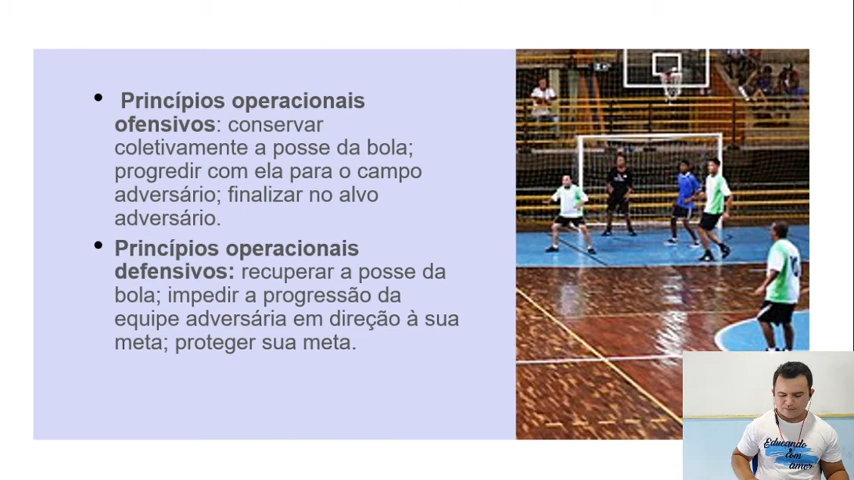 Princípios operacionais
ofensivos: conservar
coletivamente a posse da bola;
progredir com ela para o campo
adversário; finalizar no alvo
adversário.
Princípios operacionais
defensivos: recuperar a posse da
bola; impedir a progressão da
equipe adversária em direção à sua
meta; proteger sua meta.
Educando
com
amor